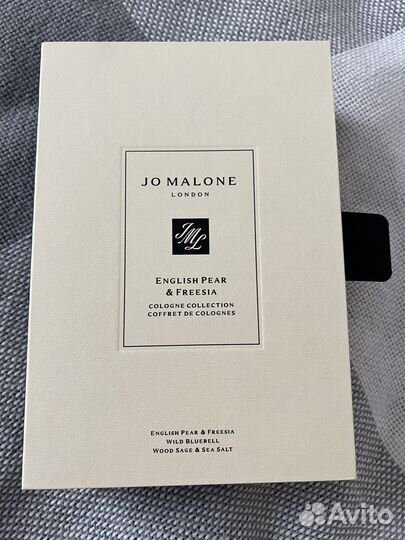 JO MALONE
LONDON
JML
ENGLISH PEAR
& FREESIA
COLOGNE COLLECTION
COFFRET DE COLOGNES
ENGLISH PEAR & FREESIA
WILD BLUEBELL
WOOD SAGE & SEA SALT
Avito